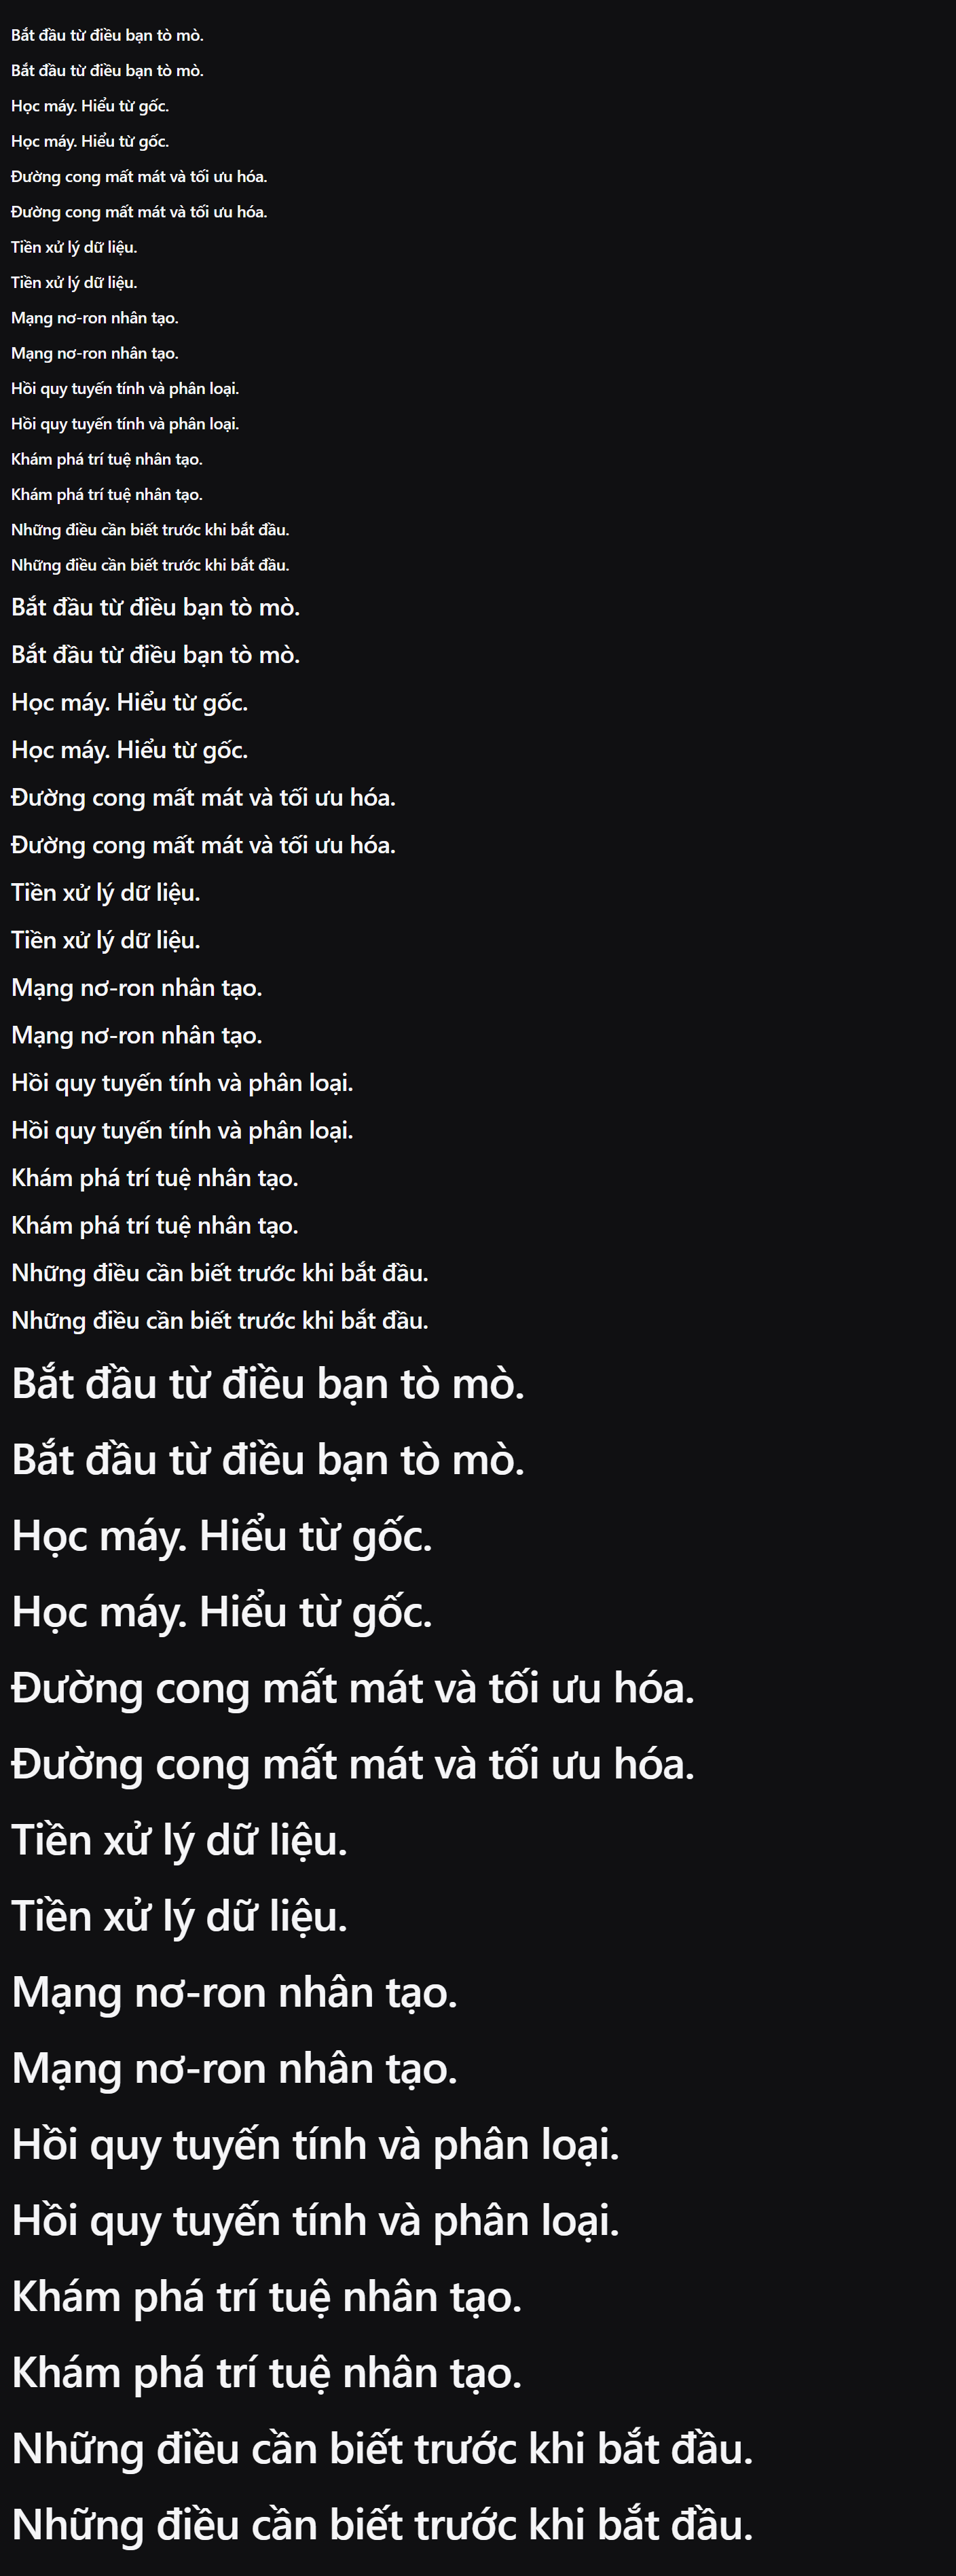 Bắt đầu từ điều bạn tò mò.
Bắt đầu từ điều bạn tò mò.
Học máy. Hiểu từ gốc.
Học máy. Hiểu từ gốc.
Đường cong mất mát và tối ưu hóa.
Đường cong mất mát và tối ưu hóa.
Tiền xử lý dữ liệu.
Tiền xử lý dữ liệu.
Mạng nơ-ron nhân tạo.
Mạng nơ-ron nhân tạo.
Hồi quy tuyến tính và phân loại.
Hồi quy tuyến tính và phân loại.
Khám phá trí tuệ nhân tạo.
Khám phá trí tuệ nhân tạo.
Những điều cần biết trước khi bắt đầu.
Những điều cần biết trước khi bắt đầu.
Bắt đầu từ điều bạn tò mò.
Bắt đầu từ điều bạn tò mò.
Học máy. Hiểu từ gốc.
Học máy. Hiểu từ gốc.
Đường cong mất mát và tối ưu hóa.
Đường cong mất mát và tối ưu hóa.
Tiền xử lý dữ liệu.
Tiền xử lý dữ liệu.
Mạng nơ-ron nhân tạo.
Mạng nơ-ron nhân tạo.
Hồi quy tuyến tính và phân loại.
Hồi quy tuyến tính và phân loại.
Khám phá trí tuệ nhân tạo.
Khám phá trí tuệ nhân tạo.
Những điều cần biết trước khi bắt đầu.
Những điều cần biết trước khi bắt đầu.
Bắt đầu từ điều bạn tò mò.
Bắt đầu từ điều bạn tò mò.
Học máy. Hiểu từ gốc.
Học máy. Hiểu từ gốc.
Đường cong mất mát và tối ưu hóa.
Đường cong mất mát và tối ưu hóa.
Tiền xử lý dữ liệu.
Tiền xử lý dữ liệu.
Mạng nơ-ron nhân tạo.
Mạng nơ-ron nhân tạo.
Hồi quy tuyến tính và phân loại.
Hồi quy tuyến tính và phân loại.
Khám phá trí tuệ nhân tạo.
Khám phá trí tuệ nhân tạo.
Những điều cần biết trước khi bắt đầu.
Những điều cần biết trước khi bắt đầu.